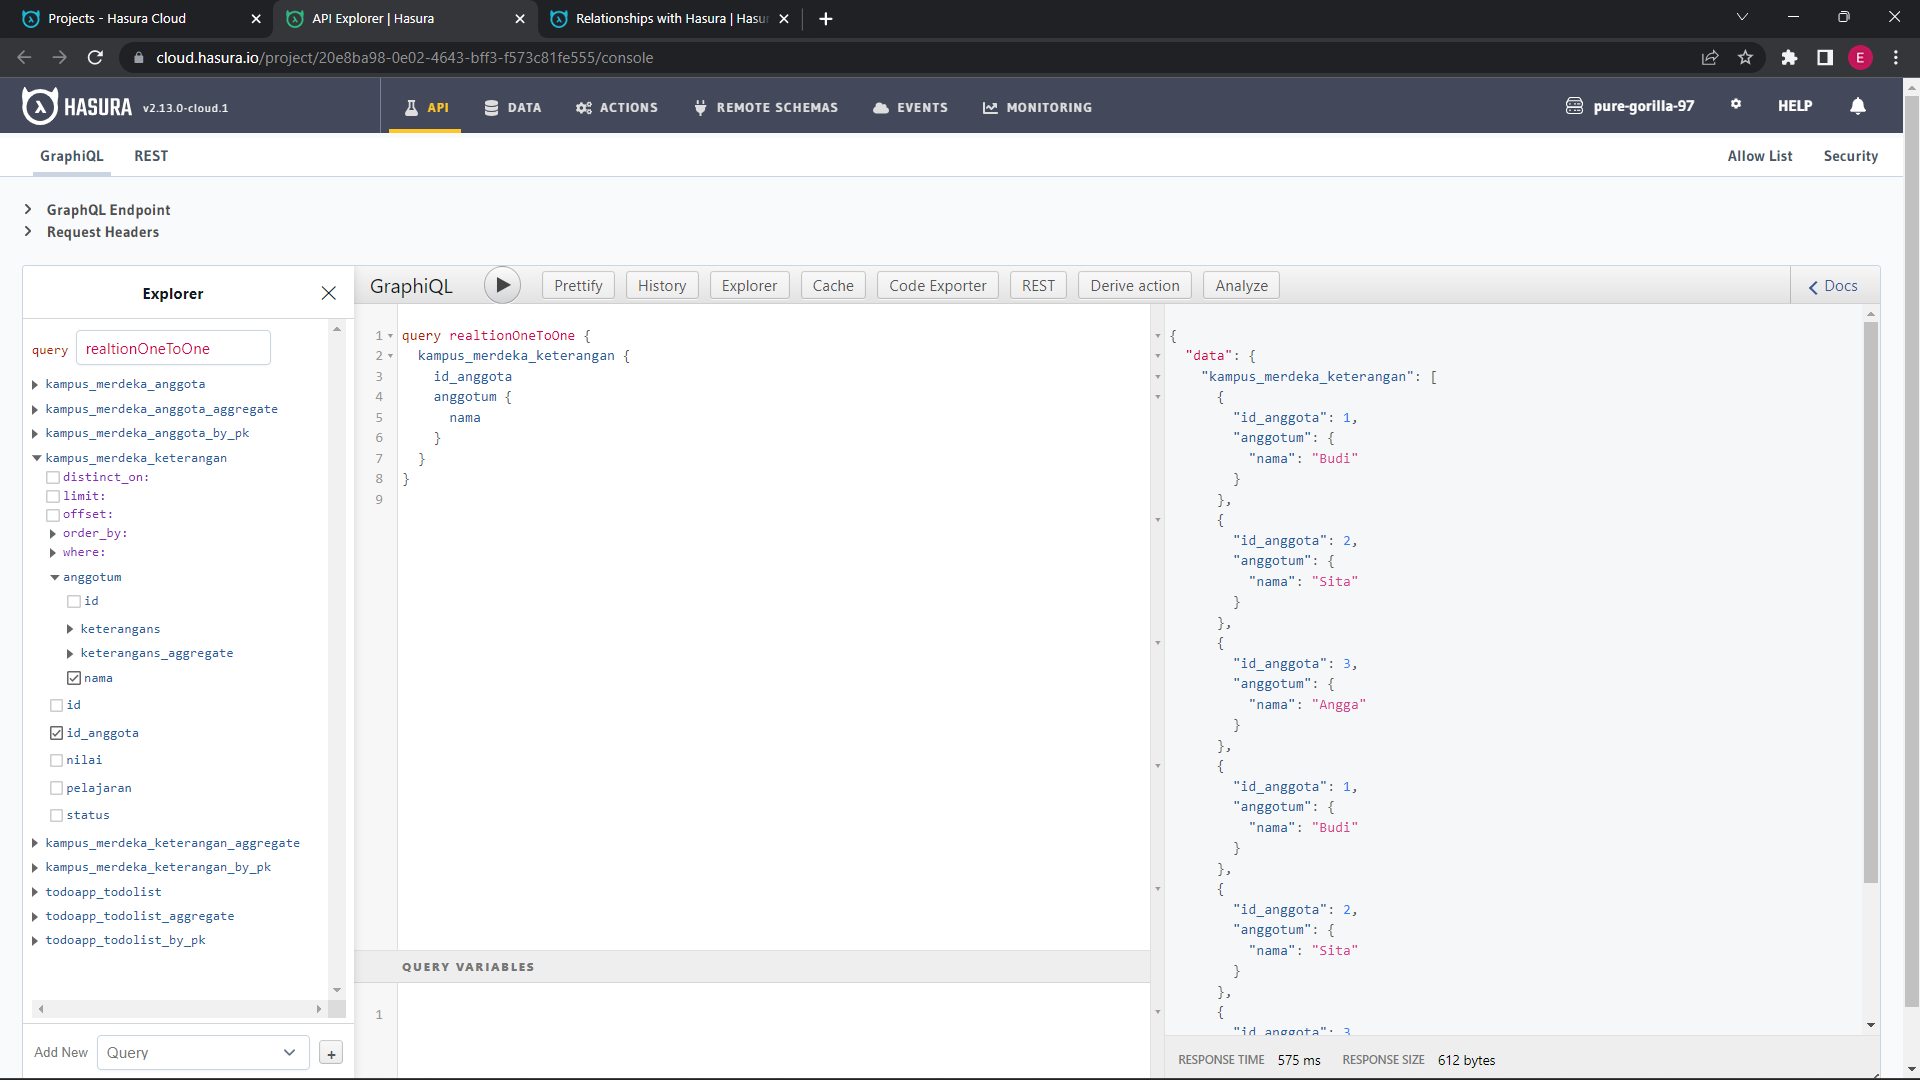 Projects - Hasura Cloud
API Explorer | Hasura
Relationships with Hasura | Hasur
cloud.hasura.io/project/20e8ba98-0e02-4643-bff3-f573c81fe555/console
E
HASURA v2.13.0-cloud.1
API
DATA
ACTIONS
REMOTE SCHEMAS
EVENTS
MONITORING
pure-gorilla-97
HELP
GraphiQL
REST
Allow List
Security
GraphQL Endpoint
Request Headers
Explorer
query realtionOneToOne
kampus_merdeka_anggota
kampus_merdeka_anggota_aggregate
kampus_merdeka_anggota_by_pk
kampus_merdeka_keterangan
distinct_on:
limit:
offset:
order_by:
where:
anggotum
id
keterangans
keterangans_aggregate
nama
id
id_anggota
nilai
pelajaran
status
kampus_merdeka_keterangan_aggregate
kampus_merdeka_keterangan_by_pk
todoapp_todolist
todoapp_todolist_aggregate
todoapp_todolist_by_pk
Add New Query +
GraphiQL
Prettify
History
Explorer
Cache
Code Exporter
REST
Derive action
Analyze
Docs
1 query realtionOneToOne {
2 kampus_merdeka_keterangan {
3 id_anggota
4 anggotum {
5 nama
6 }
7 }
8 }
9
QUERY VARIABLES
1
{
"data": {
"kampus_merdeka_keterangan": [
{
"id_anggota": 1,
"anggotum": {
"nama": "Budi"
}
},
{
"id_anggota": 2,
"anggotum": {
"nama": "Sita"
}
},
{
"id_anggota": 3,
"anggotum": {
"nama": "Angga"
}
},
{
"id_anggota": 1,
"anggotum": {
"nama": "Budi"
}
},
{
"id_anggota": 2,
"anggotum": {
"nama": "Sita"
}
},
{
"id_anggota": 3
RESPONSE TIME 575 ms RESPONSE SIZE 612 bytes